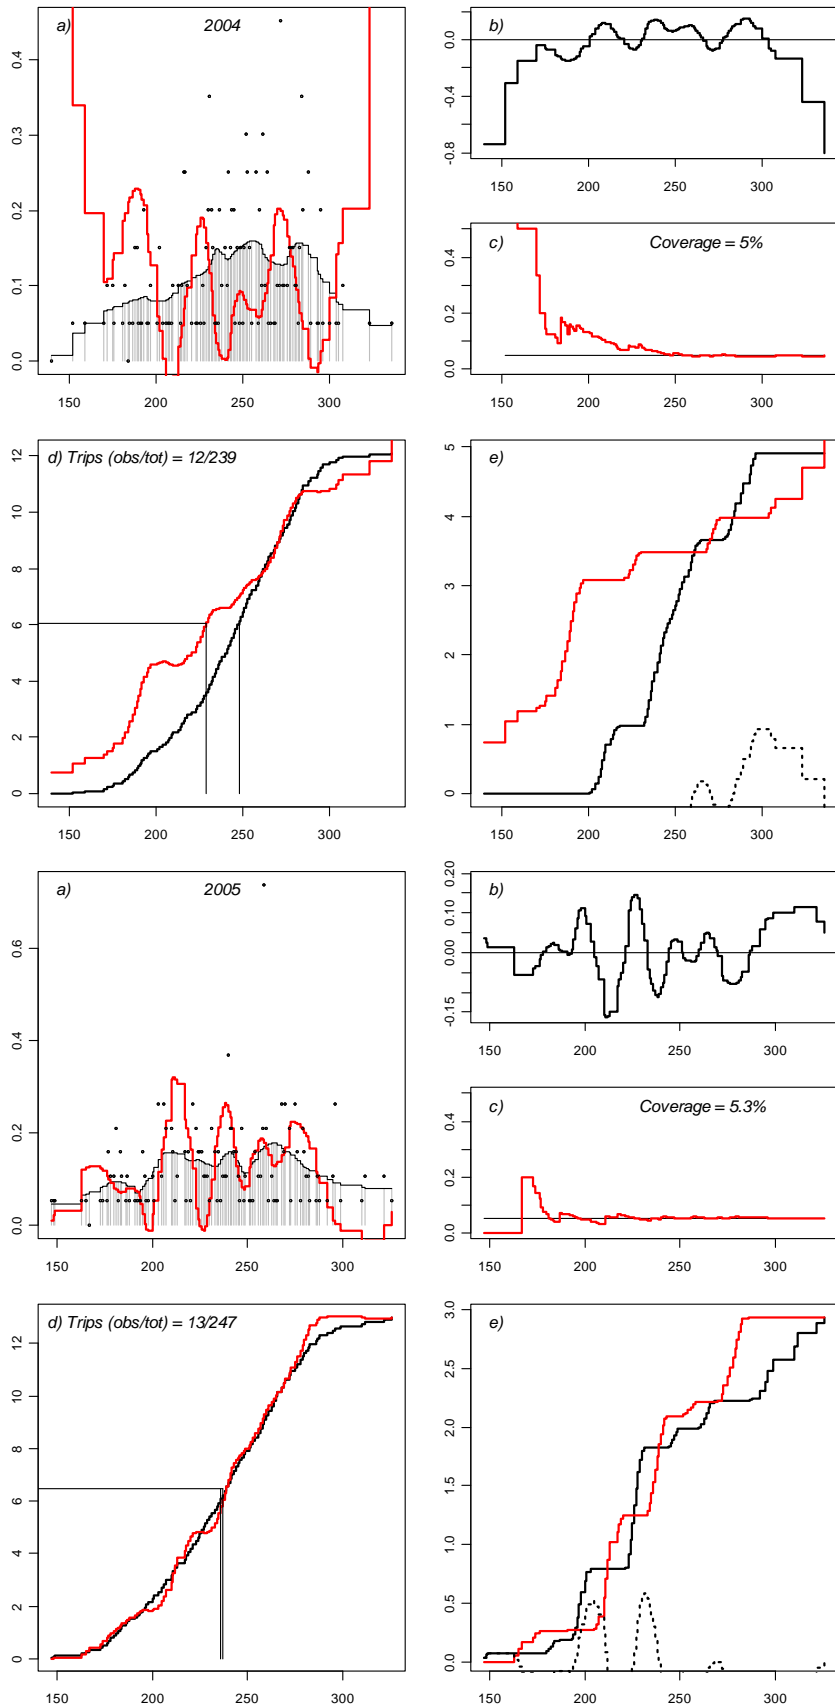 a) 2004
0.0 0.1 0.2 0.3 0.4
150 200 250 300
b)
-0.8 -0.4 0.0
150 200 250 300
c) Coverage = 5%
0.0 0.2 0.4
150 200 250 300
d) Trips (obs/tot) = 12/239
0 2 4 6 8 10 12
150 200 250 300
e)
0 1 2 3 4 5
150 200 250 300
a) 2005
0.0 0.2 0.4 0.6
150 200 250 300
b)
-0.15 0.00 0.10 0.20
150 200 250 300
c) Coverage = 5.3%
0.0 0.2 0.4
150 200 250 300
d) Trips (obs/tot) = 13/247
0 2 4 6 8 10 12
150 200 250 300
e)
0.0 0.5 1.0 1.5 2.0 2.5 3.0
150 200 250 300